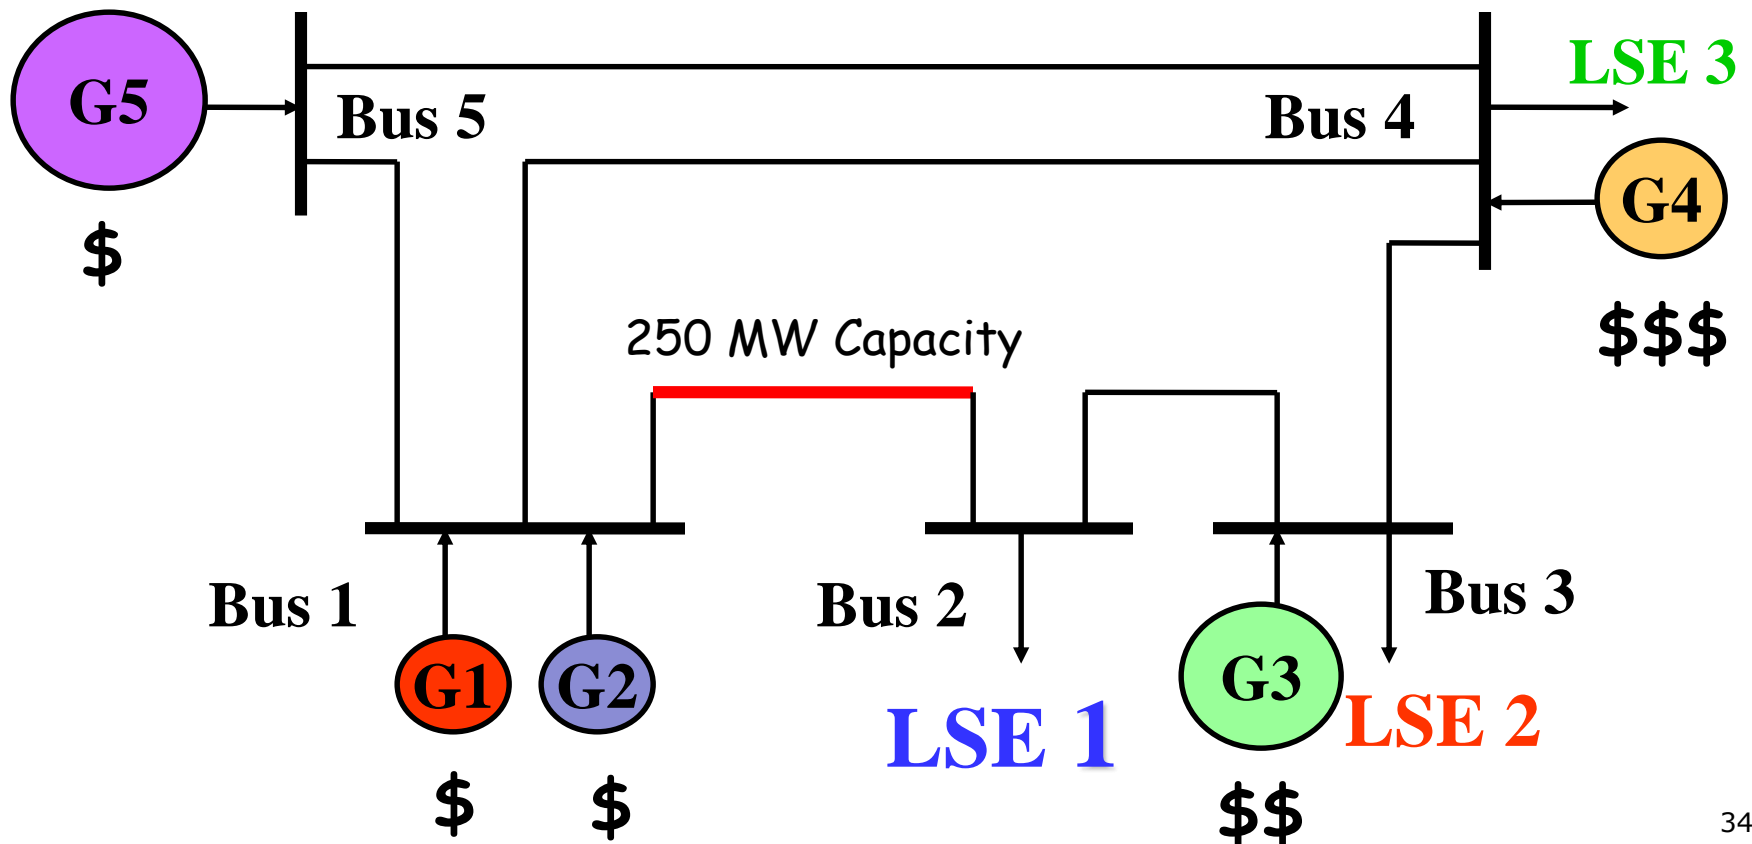 G5
$
Bus 5
Bus 4
LSE 3
G4
$$$
250 MW Capacity
Bus 1
G1
$
G2
$
Bus 2
LSE 1
Bus 3
G3
$$
LSE 2
34